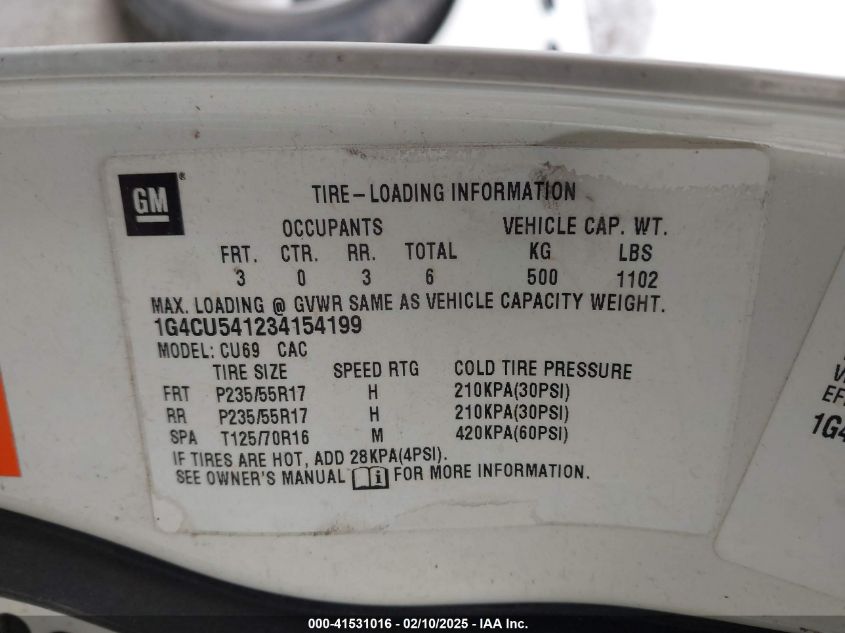 GM®
TIRE-LOADING INFORMATION
OCCUPANTS VEHICLE CAP. WT.
FRT. CTR. RR. TOTAL KG LBS
3 0 3 6 500 1102
MAX. LOADING @ GVWR SAME AS VEHICLE CAPACITY WEIGHT.
1G4CU541234154199
MODEL: CU69 CAC
TIRE SIZE SPEED RTG COLD TIRE PRESSURE
FRT P235/55R17 H 210KPA(30PSI)
RR P235/55R17 H 210KPA(30PSI)
SPA T125/70R16 M 420KPA(60PSI)
IF TIRES ARE HOT, ADD 28KPA(4PSI).
SEE OWNER'S MANUAL i FOR MORE INFORMATION.
1G4
000-41531016 - 02/10/2025 - IAA Inc.